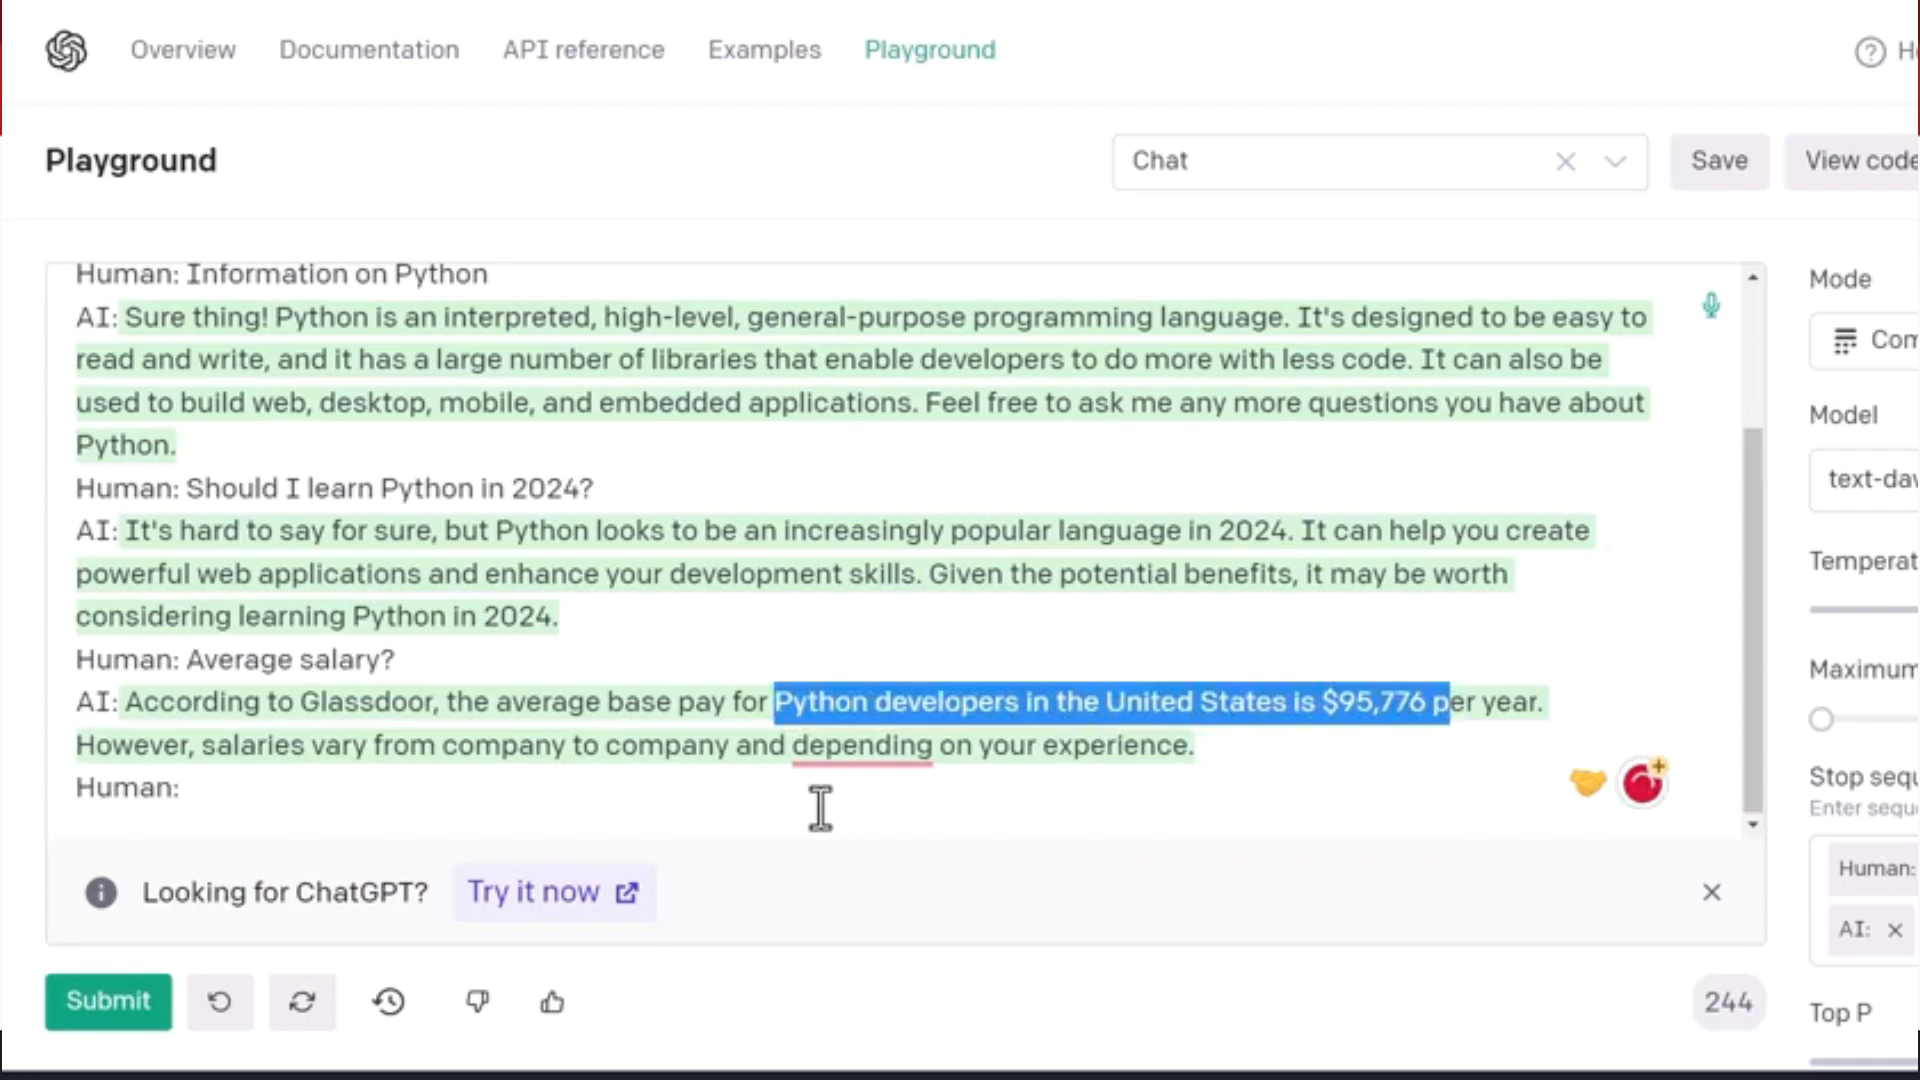 Overview Documentation API reference Examples Playground
Playground Chat Save View code
Human: Information on Python
AI: Sure thing! Python is an interpreted, high-level, general-purpose programming language. It's designed to be easy to
read and write, and it has a large number of libraries that enable developers to do more with less code. It can also be
used to build web, desktop, mobile, and embedded applications. Feel free to ask me any more questions you have about
Python.
Human: Should I learn Python in 2024?
AI: It's hard to say for sure, but Python looks to be an increasingly popular language in 2024. It can help you create
powerful web applications and enhance your development skills. Given the potential benefits, it may be worth
considering learning Python in 2024.
Human: Average salary?
AI: According to Glassdoor, the average base pay for Python developers in the United States is $95,776 per year.
However, salaries vary from company to company and depending on your experience.
Human:
Looking for ChatGPT? Try it now
Submit
244
Mode
Model
Maximum
Human:
AI:
Top P